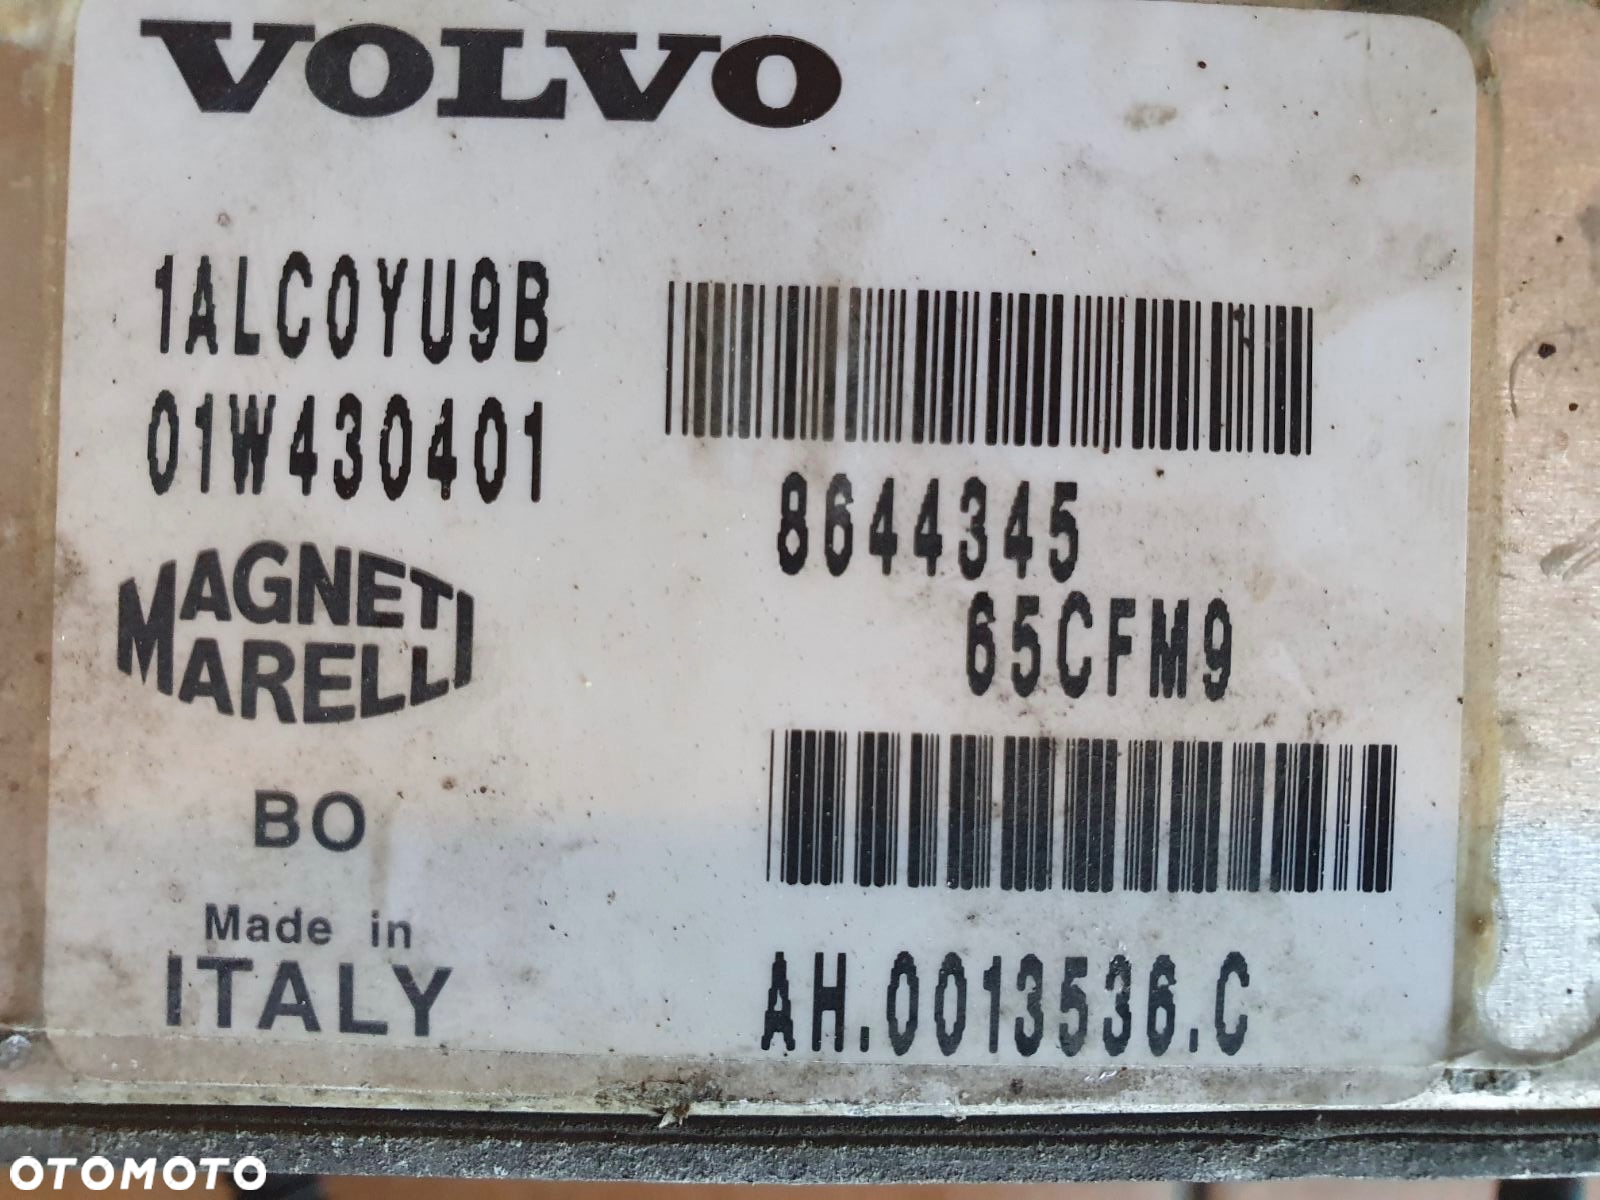 VOLVO
1ALC0YU9B
01W430401
8644345
65CFM9
MAGNETI
MARELLI
BO
Made in
ITALY
AH.0013536.C
OTOMOTO